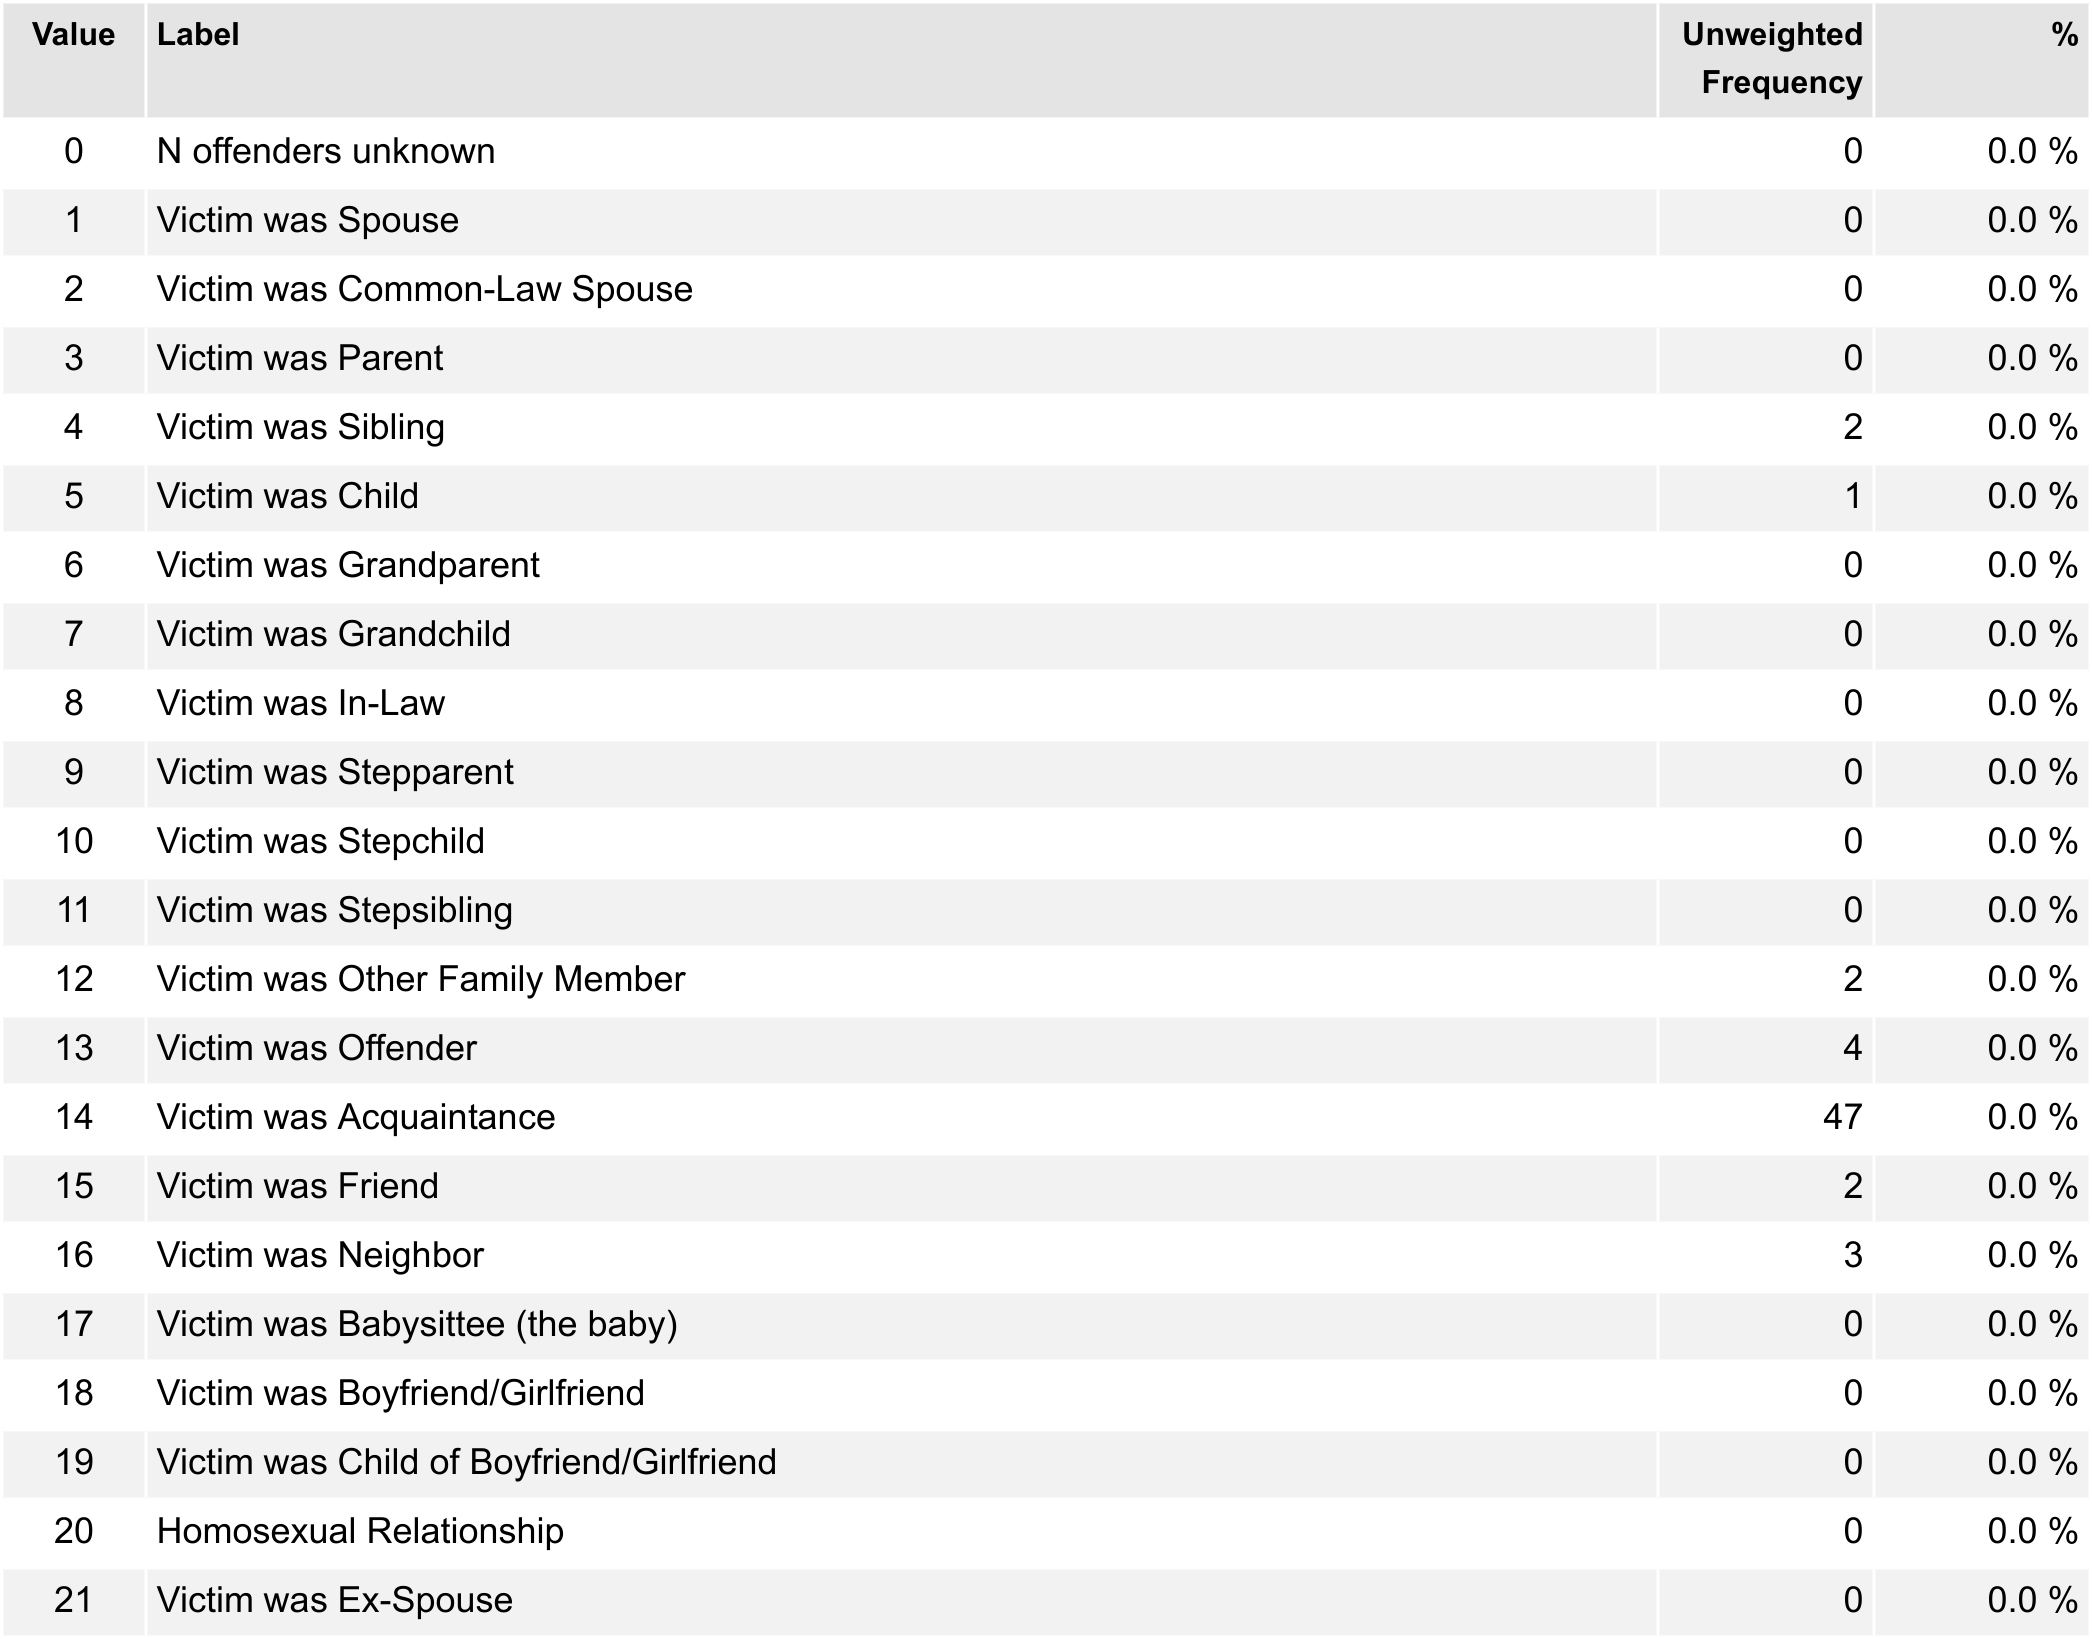 Value Label Unweighted Frequency %
0 N offenders unknown 0 0.0 %
1 Victim was Spouse 0 0.0 %
2 Victim was Common-Law Spouse 0 0.0 %
3 Victim was Parent 0 0.0 %
4 Victim was Sibling 2 0.0 %
5 Victim was Child 1 0.0 %
6 Victim was Grandparent 0 0.0 %
7 Victim was Grandchild 0 0.0 %
8 Victim was In-Law 0 0.0 %
9 Victim was Stepparent 0 0.0 %
10 Victim was Stepchild 0 0.0 %
11 Victim was Stepsibling 0 0.0 %
12 Victim was Other Family Member 2 0.0 %
13 Victim was Offender 4 0.0 %
14 Victim was Acquaintance 47 0.0 %
15 Victim was Friend 2 0.0 %
16 Victim was Neighbor 3 0.0 %
17 Victim was Babysittee (the baby) 0 0.0 %
18 Victim was Boyfriend/Girlfriend 0 0.0 %
19 Victim was Child of Boyfriend/Girlfriend 0 0.0 %
20 Homosexual Relationship 0 0.0 %
21 Victim was Ex-Spouse 0 0.0 %